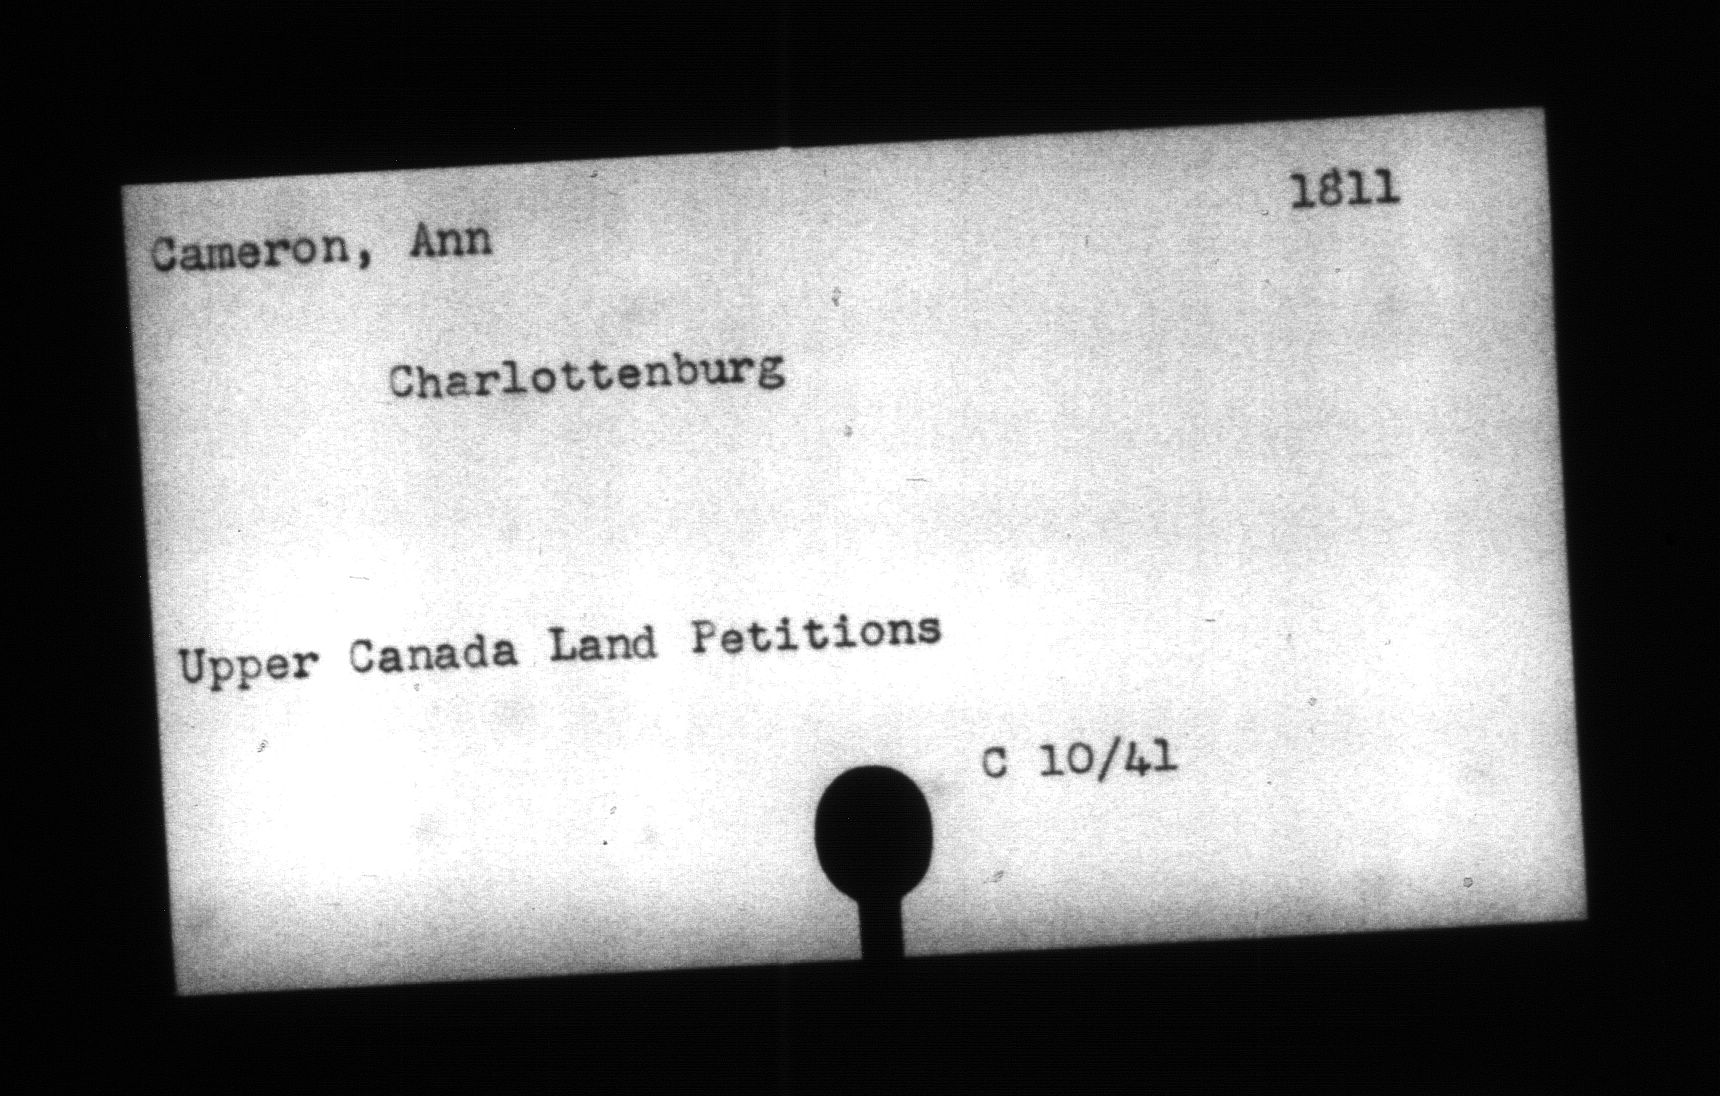 Cameron, Ann 1811
Charlottenburg
Upper Canada Land Petitions
C 10/41